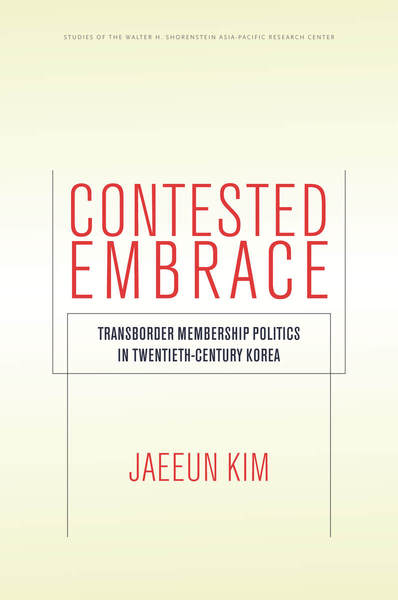 STUDIES OF THE WALTER H. SHORENSTEIN ASIA-PACIFIC RESEARCH CENTER
CONTESTED
EMBRACE
TRANSBORDER MEMBERSHIP POLITICS
IN TWENTIETH-CENTURY KOREA
JAEEUN KIM